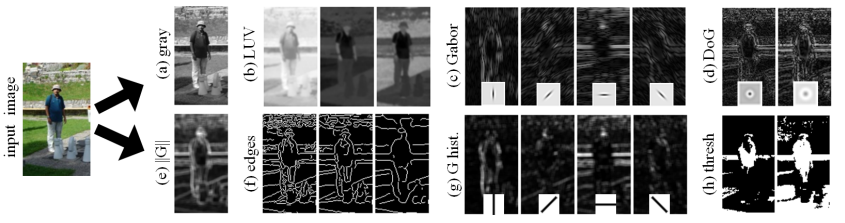 input image
(a) gray
(b) LUV
(c) Gabor
(d) DoG
(e) ||G||
(f) edges
(g) G hist.
(h) thresh